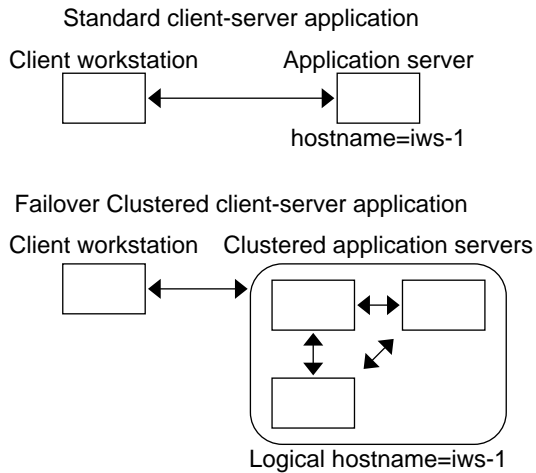 Standard client-server application
Client workstation
Application server
hostname=iws-1
Failover Clustered client-server application
Client workstation
Clustered application servers
Logical hostname=iws-1